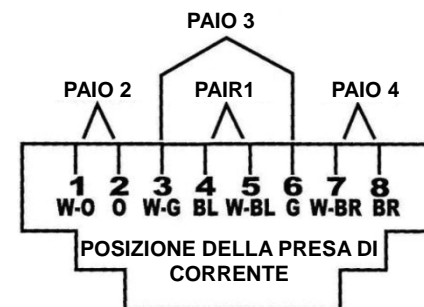 PAIO 3
PAIO 2 PAIR1 PAIO 4
1 2 3 4 5 6 7 8
W-O O W-G BL W-BL G W-BR BR
POSIZIONE DELLA PRESA DI
CORRENTE